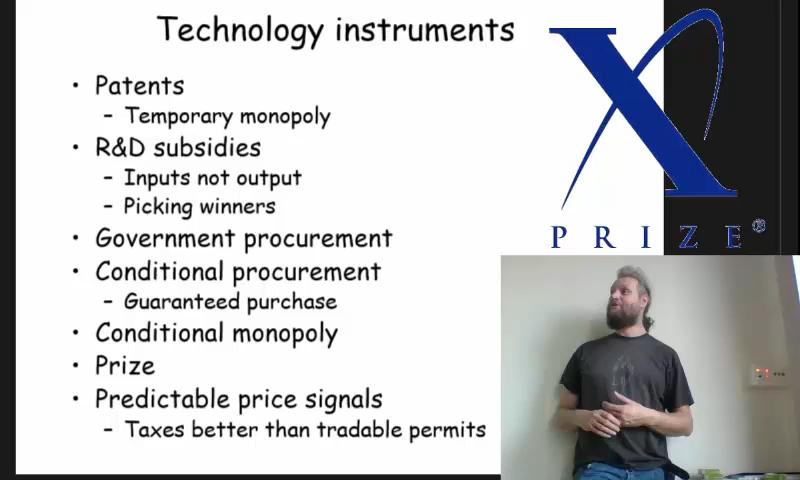 Technology instruments
• Patents
– Temporary monopoly
• R&D subsidies
– Inputs not output
– Picking winners
• Government procurement
• Conditional procurement
– Guaranteed purchase
• Conditional monopoly
• Prize
• Predictable price signals
– Taxes better than tradable permits
X
PRIZE®